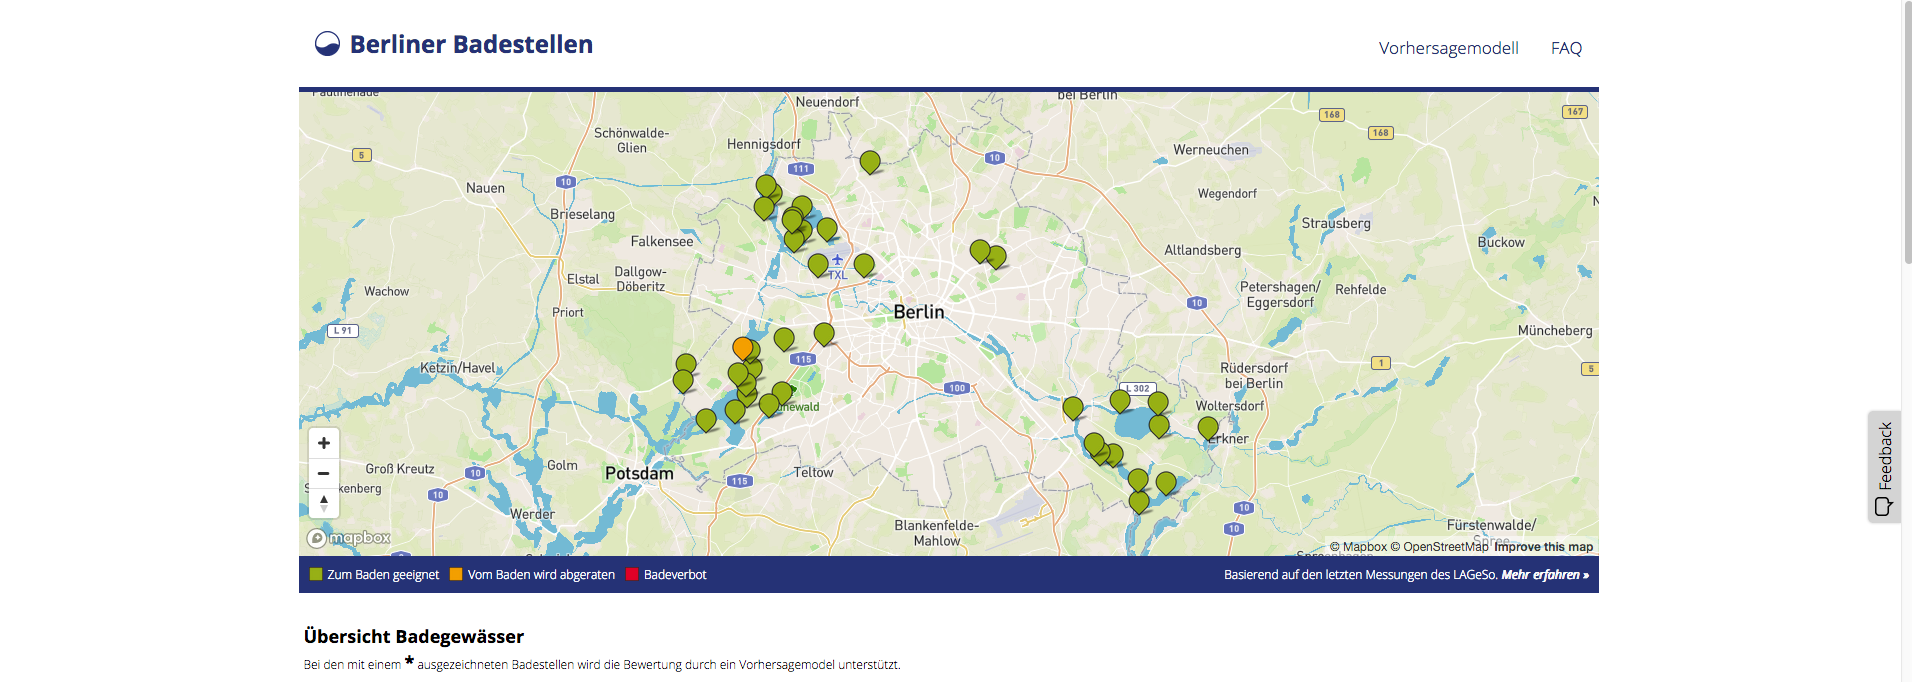 Berliner Badestellen
Vorhersagemodell
FAQ
Neuendorf
bei Berlin
168
167
Schönwalde-
Glien
Hennigsdorf
168
5
10
Werneuchen
111
10
Nauen
Wegendorf
Brieselang
Strausberg
Falkensee
Altlandsberg
Buckow
TXL
Elstal
Dallgow-
Döberitz
Wachow
Petershagen/
Eggersdorf
Rehfelde
10
Priort
Berlin
L 91
Müncheberg
115
1
Ketzin/Havel
Rüdersdorf
bei Berlin
5
100
L 302
Woltersdorf
Erkner
Groß Kreutz
10
Golm
Potsdam
115
Teltow
10
10
10
Werder
Blankenfelde-
Mahlow
Fürstenwalde/
Spree
mapbox
© Mapbox © OpenStreetMap Improve this map
Zum Baden geeignet
Vom Baden wird abgeraten
Badeverbot
Basierend auf den letzten Messungen des LAGeSo. Mehr erfahren »
Feedback
Übersicht Badegewässer
Bei den mit einem * ausgezeichneten Badestellen wird die Bewertung durch ein Vorhersagemodel unterstützt.